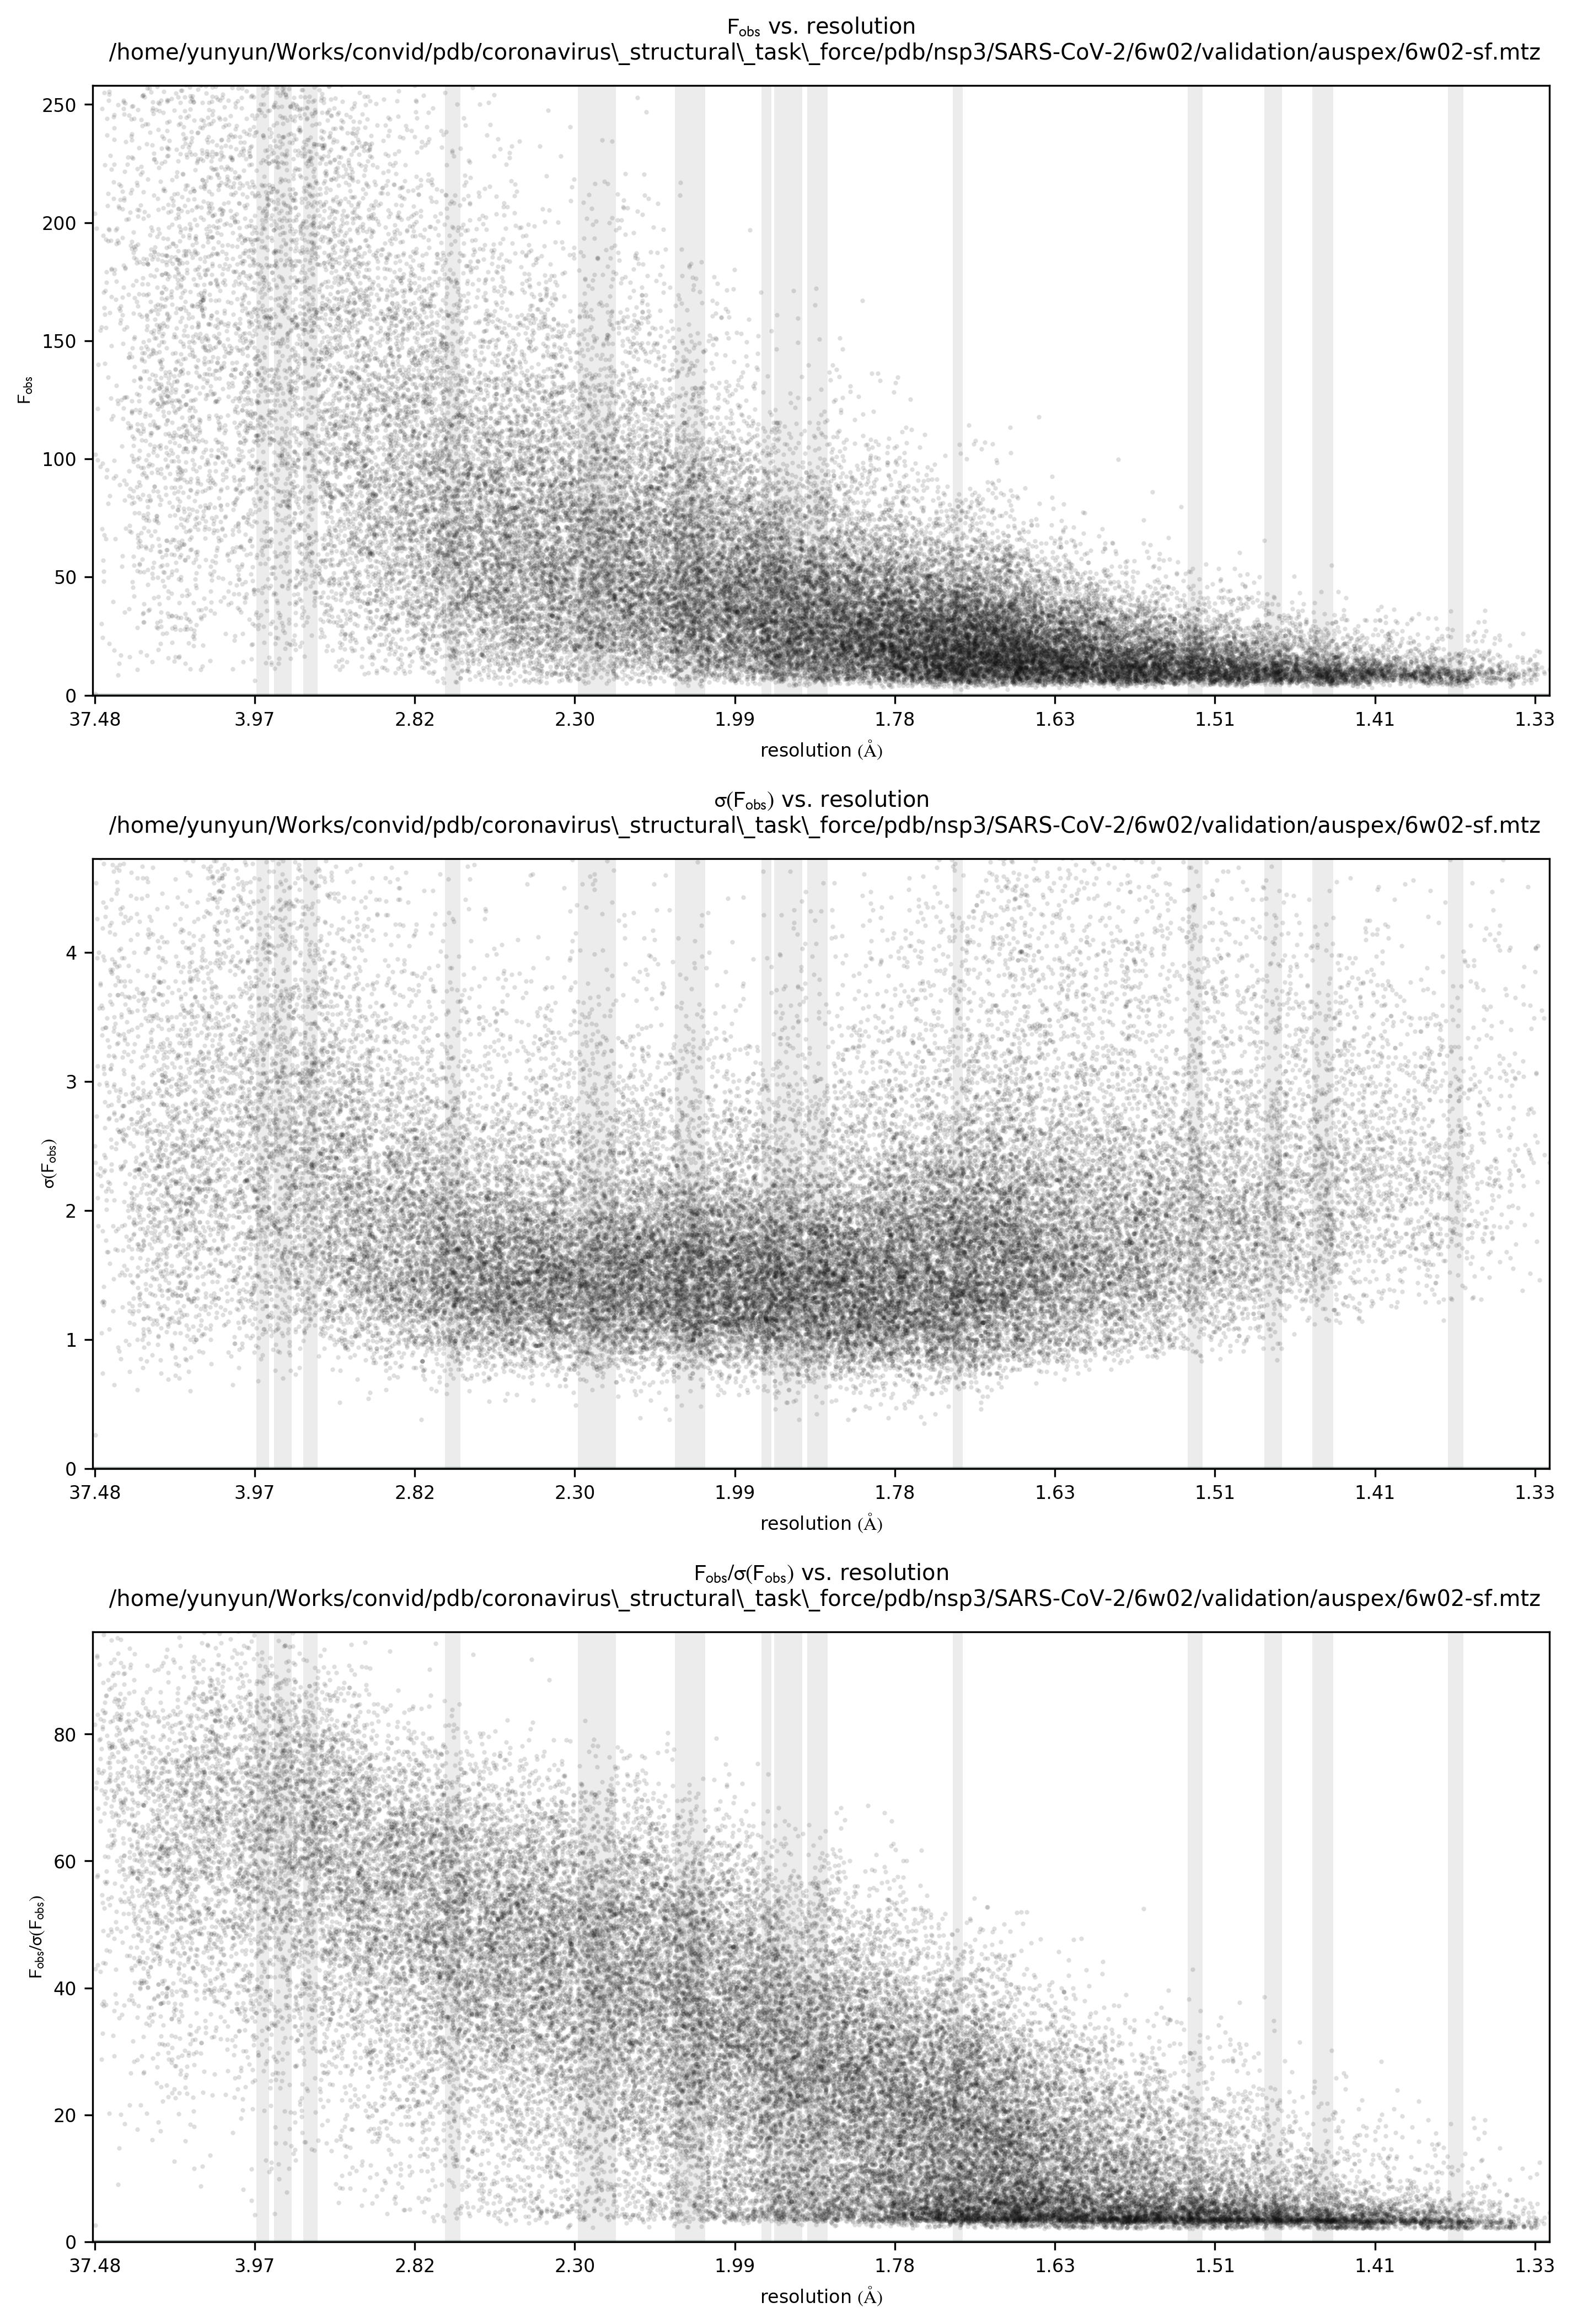 Fobs vs. resolution
/home/yunyun/Works/convid/pdb/coronavirus\_structural\_task\_force/pdb/nsp3/SARS-CoV-2/6w02/validation/auspex/6w02-sf.mtz
250
200
150
100
50
0
Fobs
37.48 3.97 2.82 2.30 1.99 1.78 1.63 1.51 1.41 1.33
resolution (Å)
σ(Fobs) vs. resolution
/home/yunyun/Works/convid/pdb/coronavirus\_structural\_task\_force/pdb/nsp3/SARS-CoV-2/6w02/validation/auspex/6w02-sf.mtz
4
3
2
1
0
σ(Fobs)
37.48 3.97 2.82 2.30 1.99 1.78 1.63 1.51 1.41 1.33
resolution (Å)
Fobs/σ(Fobs) vs. resolution
/home/yunyun/Works/convid/pdb/coronavirus\_structural\_task\_force/pdb/nsp3/SARS-CoV-2/6w02/validation/auspex/6w02-sf.mtz
80
60
40
20
0
Fobs/σ(Fobs)
37.48 3.97 2.82 2.30 1.99 1.78 1.63 1.51 1.41 1.33
resolution (Å)